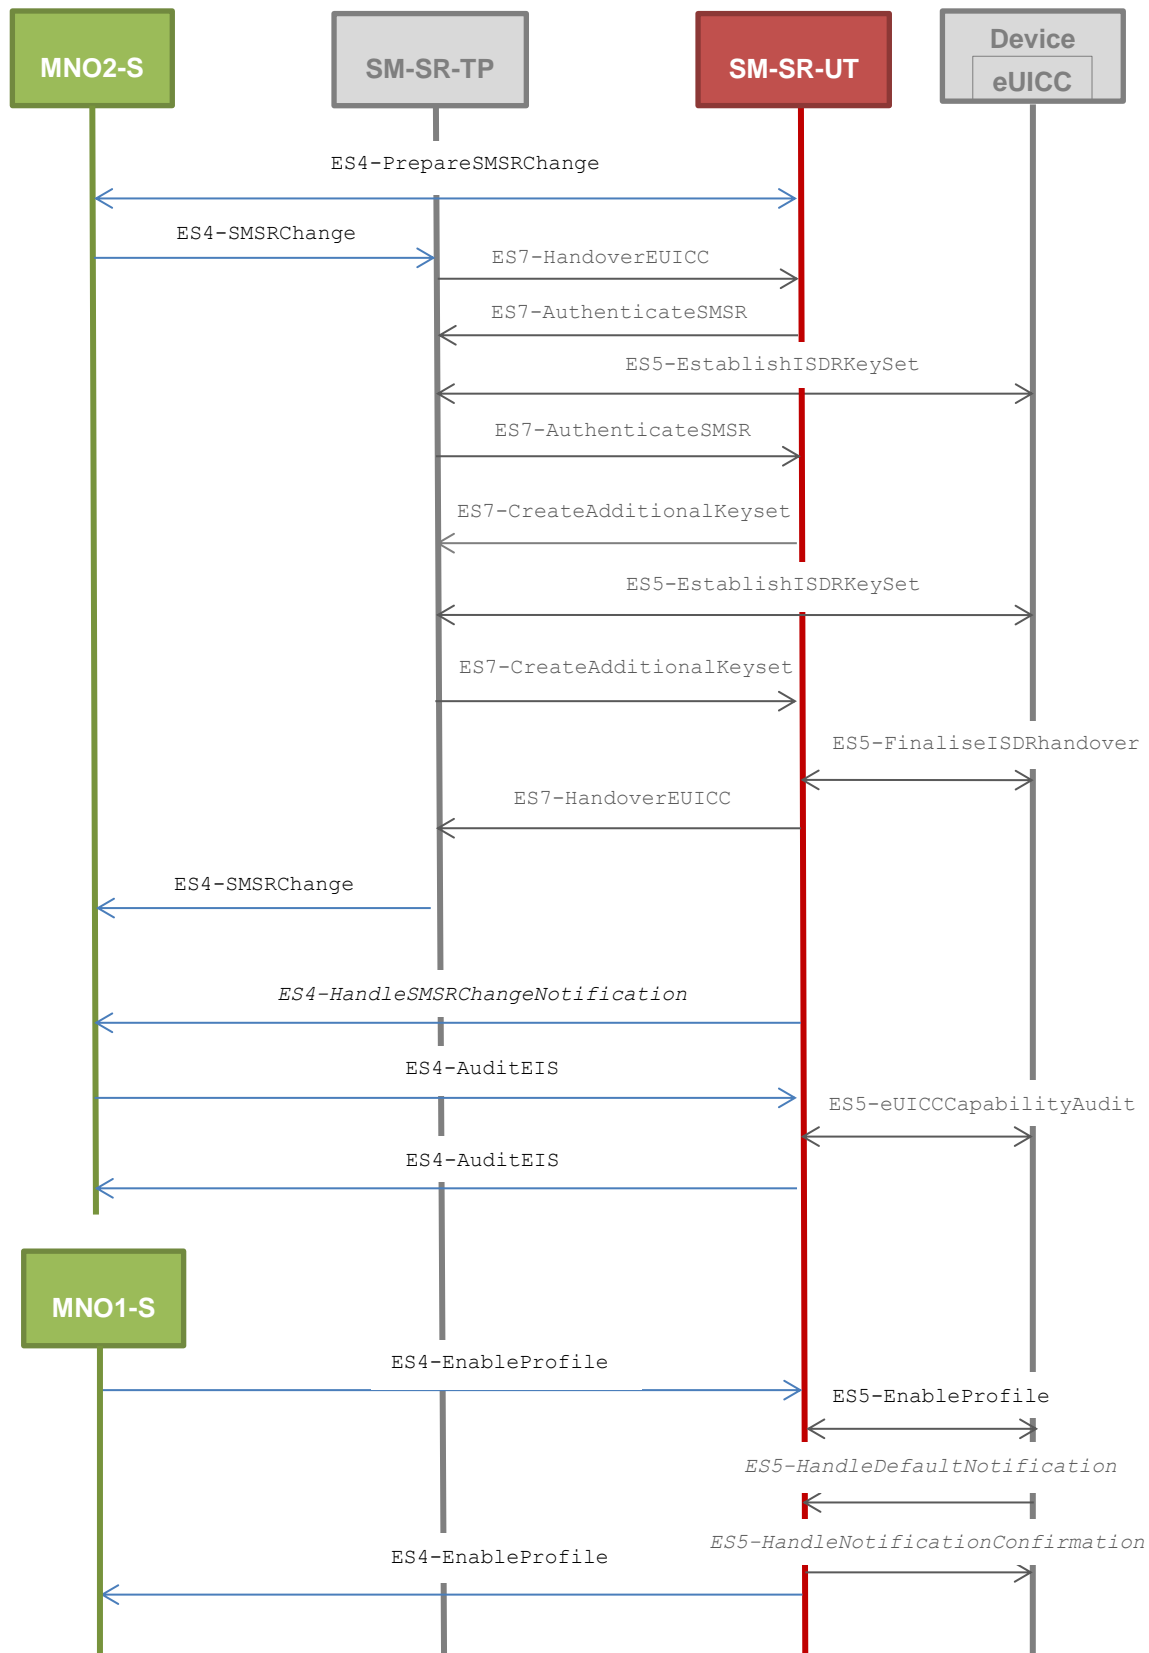 MNO2-S
SM-SR-TP
SM-SR-UT
Device
eUICC
ES4-PrepareSMSRChange
ES4-SMSRChange
ES7-HandoverEUICC
ES7-AuthenticateSMSR
ES5-EstablishISDRKeySet
ES7-AuthenticateSMSR
ES7-CreateAdditionalKeyset
ES5-EstablishISDRKeySet
ES7-CreateAdditionalKeyset
ES5-FinaliseISDRhandover
ES7-HandoverEUICC
ES4-SMSRChange
ES4-HandleSMSRChangeNotification
ES4-AuditEIS
ES5-eUICCCapabilityAudit
ES4-AuditEIS
MNO1-S
ES4-EnableProfile
ES5-EnableProfile
ES5-HandleDefaultNotification
ES5-HandleNotificationConfirmation
ES4-EnableProfile